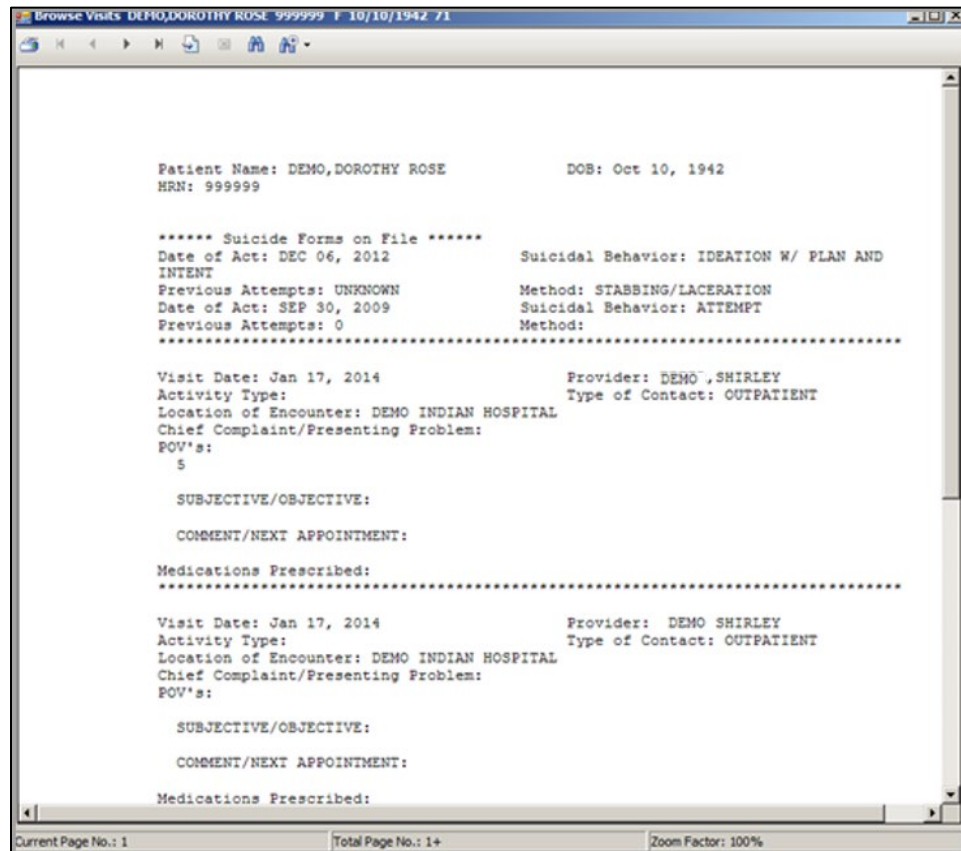 Browse Visits DEMO,DOROTHY ROSE 999999 F 10/10/1942 71
Patient Name: DEMO,DOROTHY ROSE DOB: Oct 10, 1942
HRN: 999999
****** Suicide Forms on File ******
Date of Act: DEC 06, 2012 Suicidal Behavior: IDEATION W/ PLAN AND
INTENT
Previous Attempts: UNKNOWN Method: STABBING/LACERATION
Date of Act: SEP 30, 2009 Suicidal Behavior: ATTEMPT
Previous Attempts: 0 Method:
********************************************************************************
Visit Date: Jan 17, 2014 Provider: DEMO ,SHIRLEY
Activity Type: Type of Contact: OUTPATIENT
Location of Encounter: DEMO INDIAN HOSPITAL
Chief Complaint/Presenting Problem:
POV's:
5
SUBJECTIVE/OBJECTIVE:
COMMENT/NEXT APPOINTMENT:
Medications Prescribed:
********************************************************************************
Visit Date: Jan 17, 2014 Provider: DEMO SHIRLEY
Activity Type: Type of Contact: OUTPATIENT
Location of Encounter: DEMO INDIAN HOSPITAL
Chief Complaint/Presenting Problem:
POV's:
SUBJECTIVE/OBJECTIVE:
COMMENT/NEXT APPOINTMENT:
Medications Prescribed:
Current Page No.: 1 Total Page No.: 1+ Zoom Factor: 100%